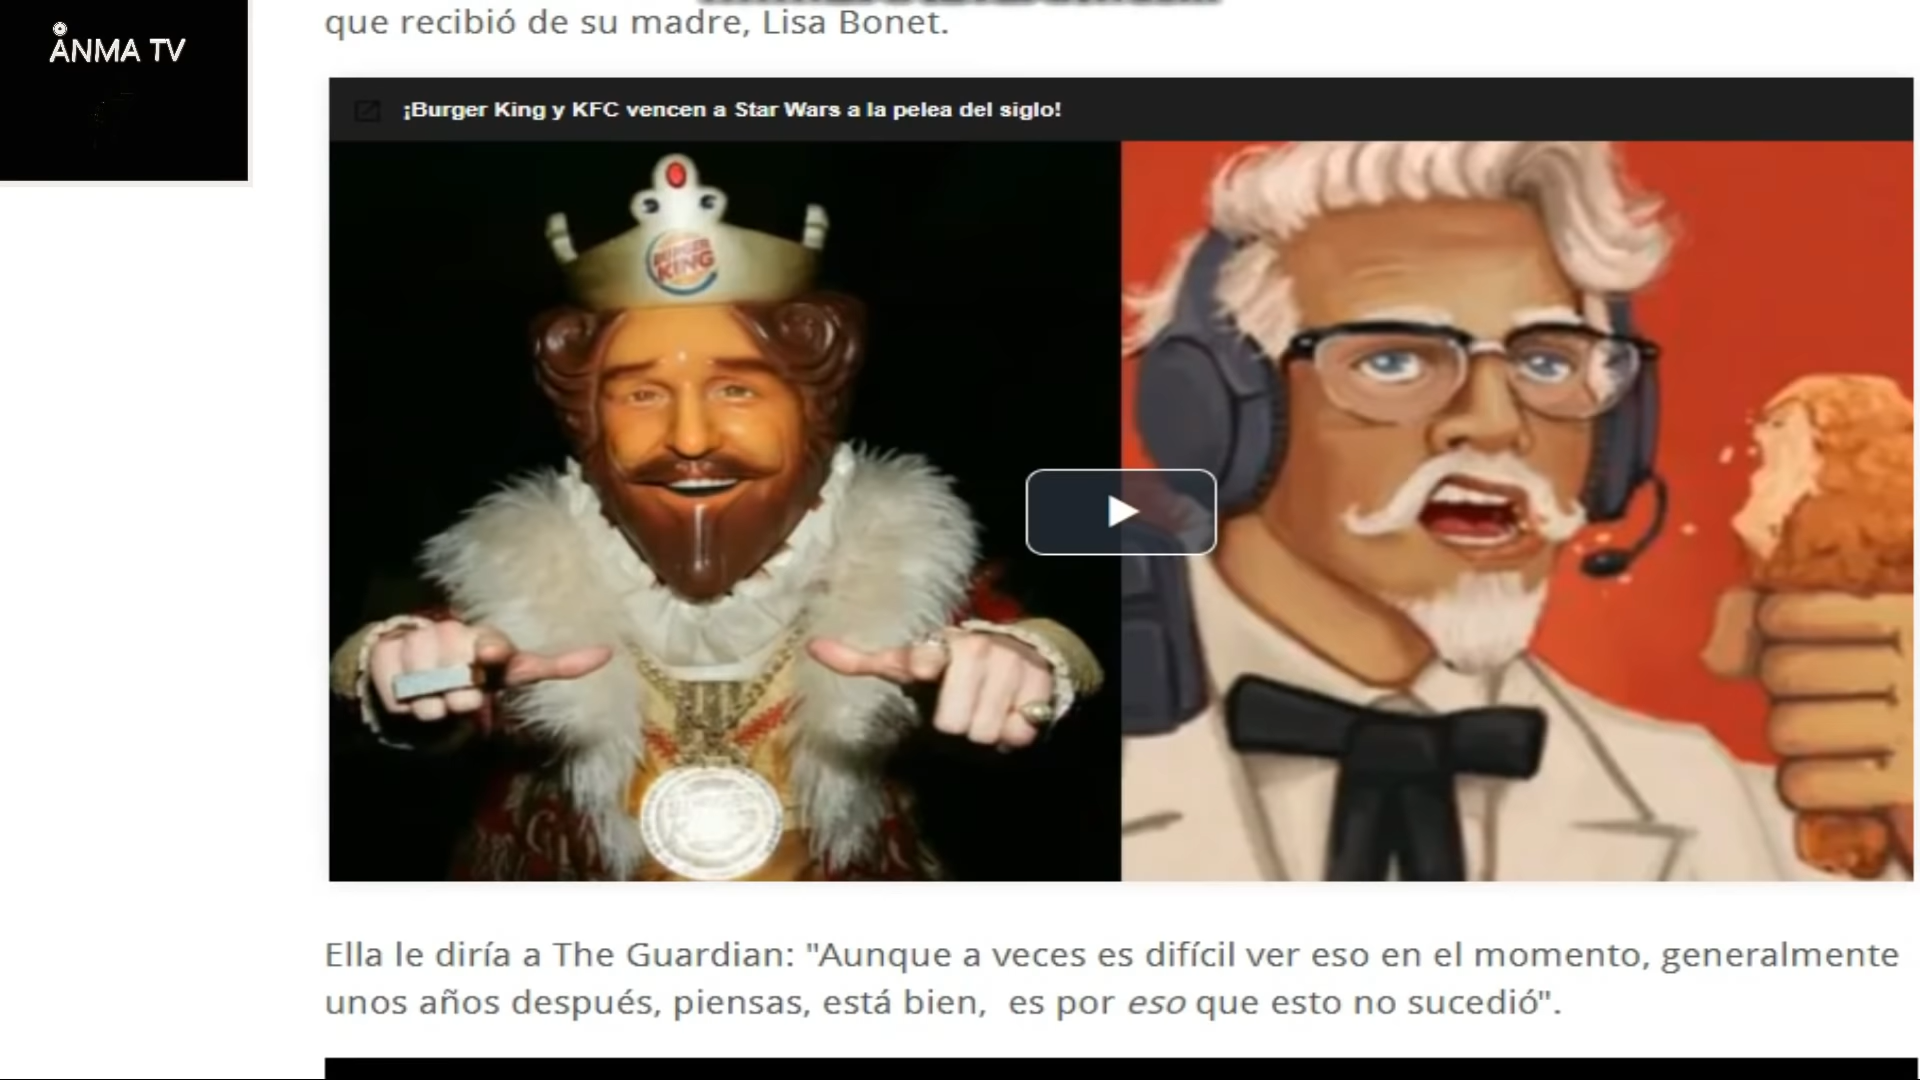 que recibió de su madre, Lisa Bonet.
ÅNMA TV
¡Burger King y KFC vencen a Star Wars a la pelea del siglo!
BURGER
KING
Ella le diría a The Guardian: "Aunque a veces es difícil ver eso en el momento, generalmente
unos años después, piensas, está bien,  es por eso que esto no sucedió".